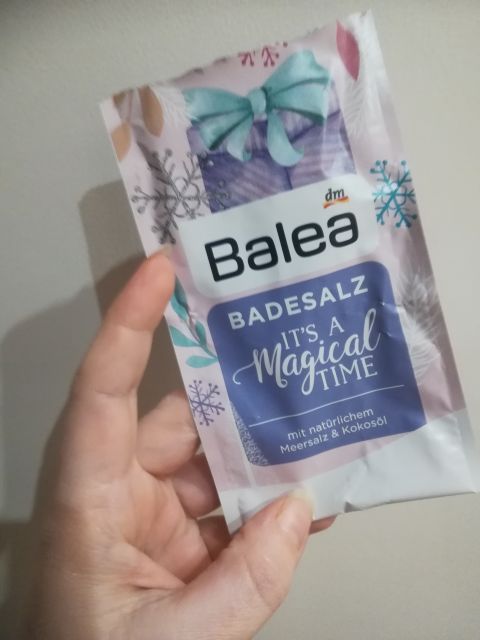 dm
Balea
BADESALZ
IT'S A
Magical
TIME
mit natürlichem
Meersalz & Kokosöl